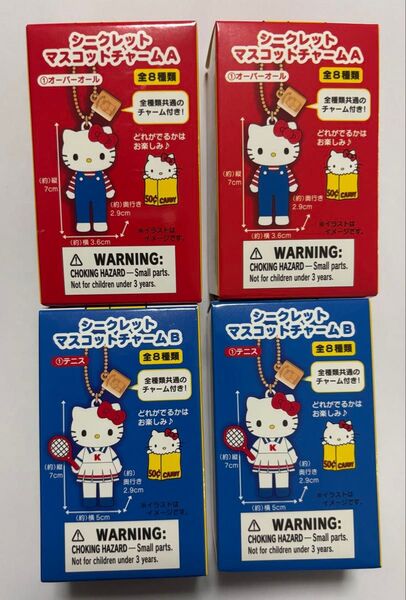 シークレット
マスコットチャームA
①オーバーオール
全8種類
全種類共通の
チャーム付き!
どれがでるかは
お楽しみ♪
(約)縦
7cm
50¢ CANDY
(約)奥行き
2.9cm
(約)横 3.6cm
※イラストは
イメージです。
WARNING:
CHOKING HAZARD — Small parts.
Not for children under 3 years.
シークレット
マスコットチャームA
①オーバーオール
全8種類
全種類共通の
チャーム付き!
どれがでるかは
お楽しみ♪
(約)縦
7cm
50¢ CANDY
(約)奥行き
2.9cm
(約)横 3.6cm
※イラストは
イメージです。
WARNING:
CHOKING HAZARD — Small parts.
Not for children under 3 years.
シークレット
マスコットチャームB
①テニス
全8種類
全種類共通の
チャーム付き!
どれがでるかは
お楽しみ♪
K
(約)縦
7cm
50¢ CANDY
(約)
奥行き
2.9cm
(約)横 5cm
※イラストは
イメージです。
WARNING:
CHOKING HAZARD — Small parts.
Not for children under 3 years.
シークレット
マスコットチャームB
①テニス
全8種類
全種類共通の
チャーム付き!
どれがでるかは
お楽しみ♪
K
(約)縦
7cm
50¢ CANDY
(約)
奥行き
2.9cm
(約)横 5cm
※イラストは
イメージです。
WARNING:
CHOKING HAZARD — Small parts.
Not for children under 3 years.